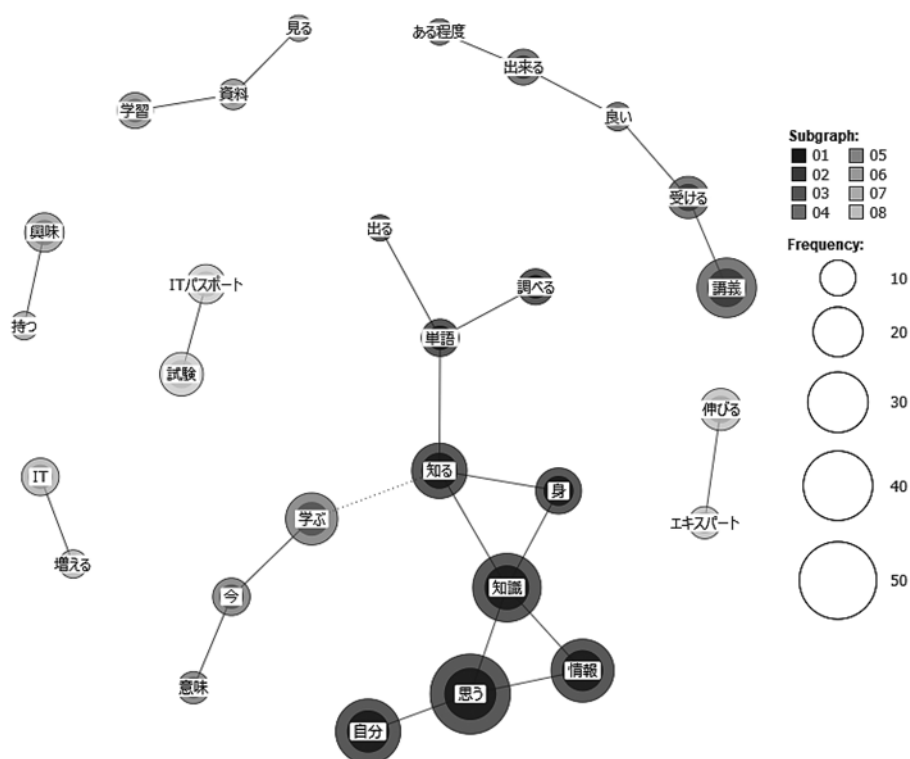 見る
ある程度
出来る
資料
学習
良い
Subgraph:
01 05
02 06
03 07
04 08
受ける
興味
出る
Frequency:
10
ITパスポート
調べる
講義
持つ
単語
20
試験
30
伸びる
知る
IT
40
身
学ぶ
エキスパート
増える
知識
50
今
情報
意味
思う
自分